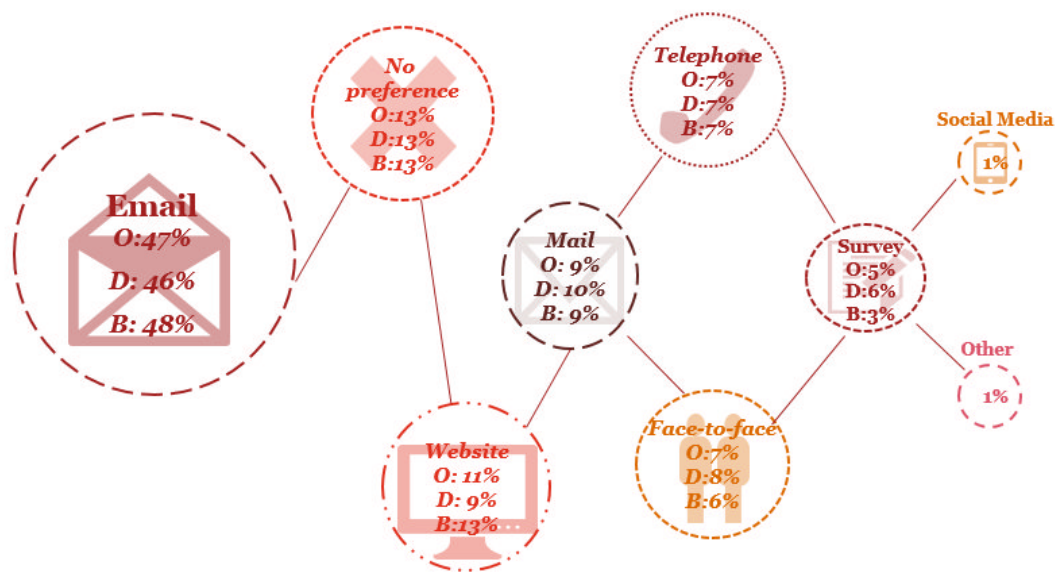 Email
O:47%
D: 46%
B: 48%
No
preference
O:13%
D:13%
B:13%
Website
O: 11%
D: 9%
B:13%
Mail
O: 9%
D: 10%
B: 9%
Telephone
O:7%
D:7%
B:7%
Face-to-face
O:7%
D:8%
B:6%
Survey
O:5%
D:6%
B:3%
Social Media
1%
Other
1%